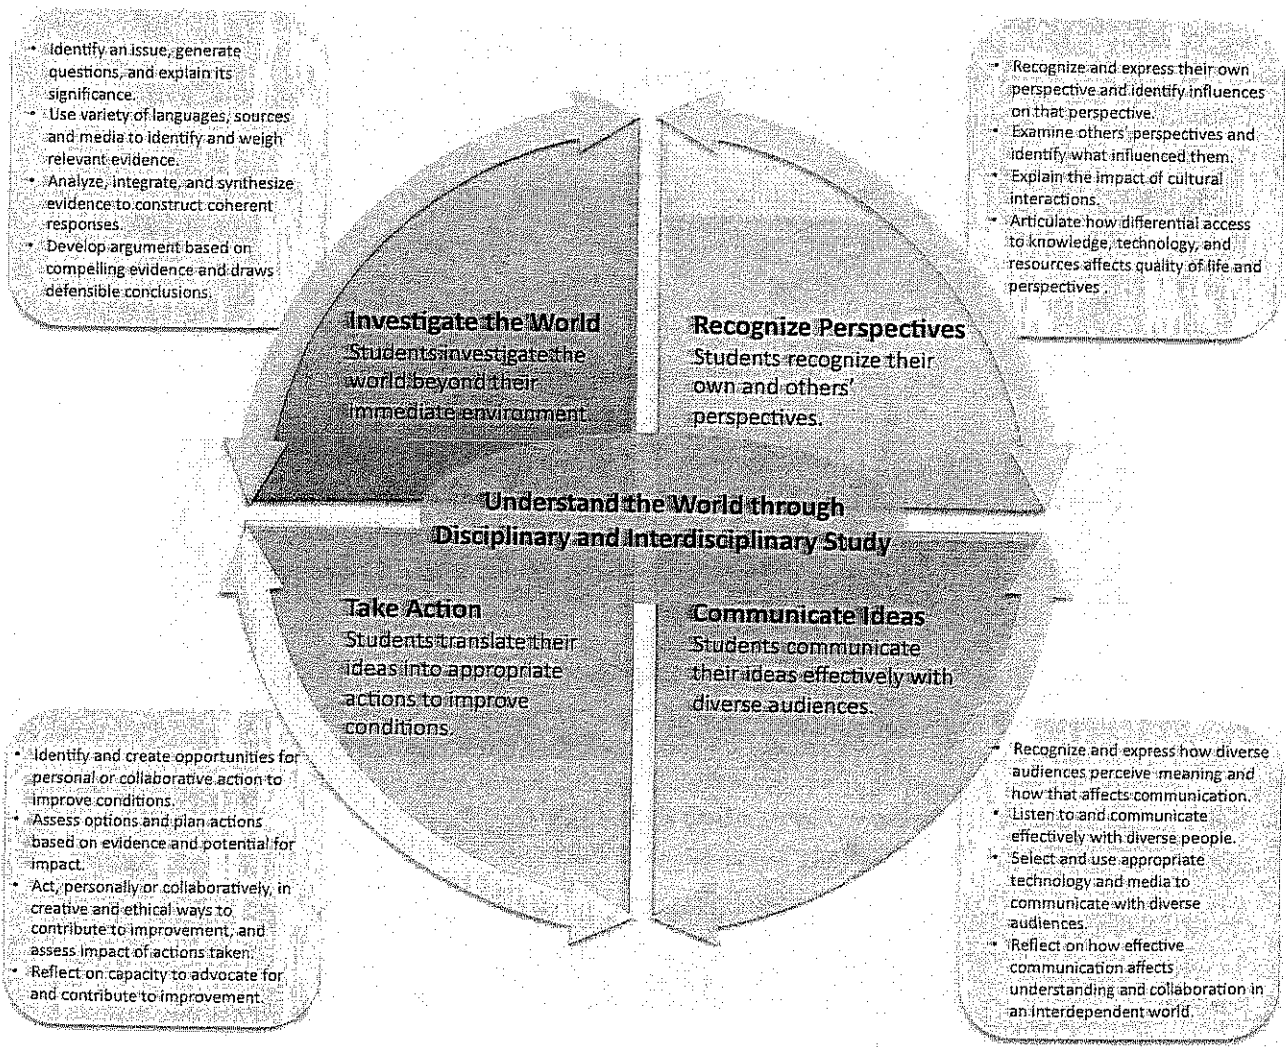 • Identify an issue, generate
questions, and explain its
significance.
• Use variety of languages, sources
and media to identify and weigh
relevant evidence.
• Analyze, integrate, and synthesize
evidence to construct coherent
responses.
• Develop argument based on
compelling evidence and draws
defensible conclusions.
• Recognize and express their own
perspective and identify influences
on that perspective.
• Examine others' perspectives and
identify what influenced them.
• Explain the impact of cultural
interactions.
• Articulate how differential access
to knowledge, technology, and
resources affects quality of life and
perspectives .
Investigate the World
Students investigate the
world beyond their
immediate environment.
Recognize Perspectives
Students recognize their
own and others'
perspectives.
Understand the World through
Disciplinary and Interdisciplinary Study
Take Action
Students translate their
ideas into appropriate
actions to improve
conditions.
Communicate Ideas
Students communicate
their ideas effectively with
diverse audiences.
• Identify and create opportunities for
personal or collaborative action to
improve conditions.
• Assess options and plan actions
based on evidence and potential for
impact.
• Act, personally or collaboratively, in
creative and ethical ways to
contribute to improvement, and
assess impact of actions taken.
• Reflect on capacity to advocate for
and contribute to improvement.
• Recognize and express how diverse
audiences perceive meaning and
how that affects communication.
• Listen to and communicate
effectively with diverse people.
• Select and use appropriate
technology and media to
communicate with diverse
audiences.
• Reflect on how effective
communication affects
understanding and collaboration in
an interdependent world.